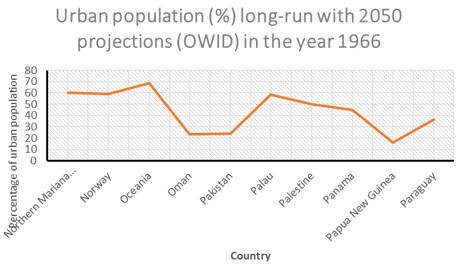 Urban population (%) long-run with 2050
projections (OWID) in the year 1966
Percentage of urban population
80
70
60
50
40
30
20
10
0
Northern Mariana...
Norway
Oceania
Oman
Pakistan
Palau
Palestine
Panama
Papua New Guinea
Paraguay
Country